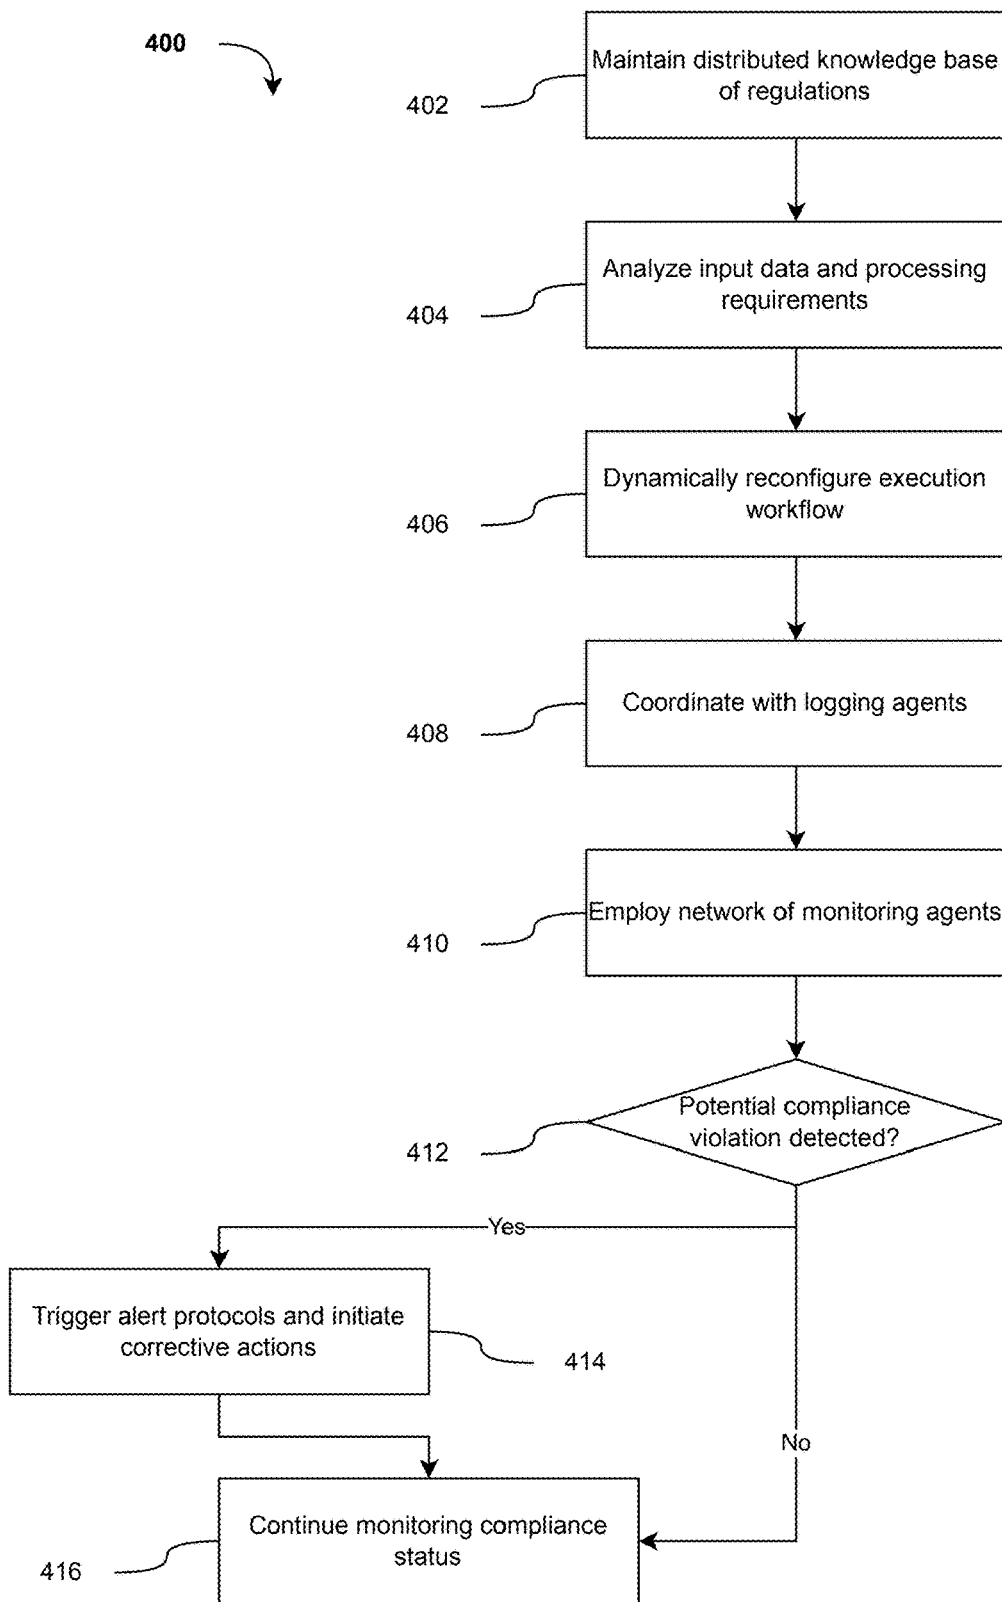 400
Maintain distributed knowledge base
of regulations
402
Analyze input data and processing
requirements
404
Dynamically reconfigure execution
workflow
406
Coordinate with logging agents
408
Employ network of monitoring agents
410
Potential compliance
violation detected?
412
Yes
Trigger alert protocols and initiate
corrective actions
414
No
Continue monitoring compliance
status
416